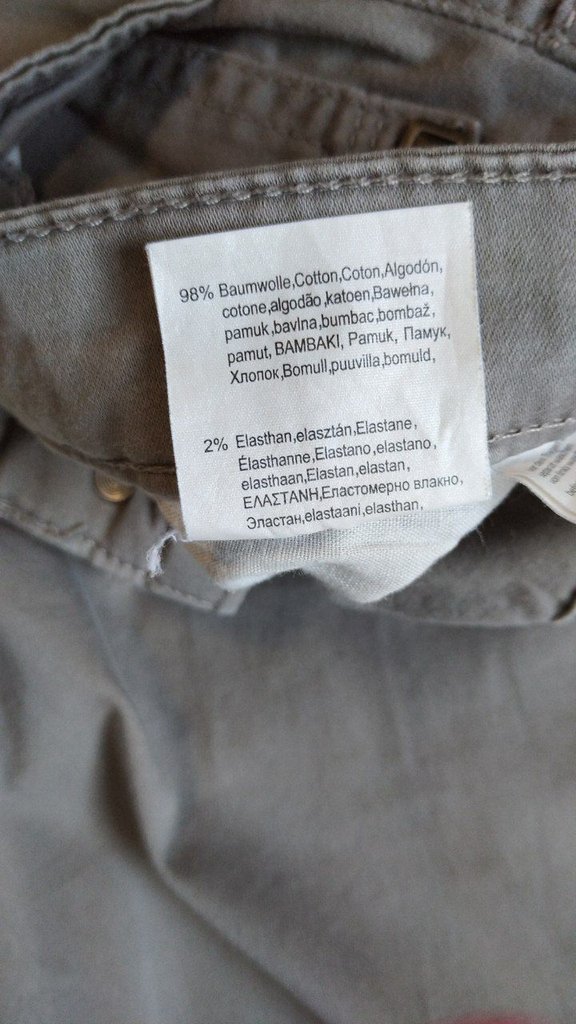 98% Baumwolle,Cotton,Coton,Algodón,
cotone,algodão,katoen,Bawełna,
pamuk,bavlna,bumbac,bombaž,
pamut, BAMBAKI, Pamuk, Памук,
Хлопок,Bomull,puuvilla,bomuld,
2% Elasthan,elasztán,Elastane,
Élasthanne,Elastano,elastano,
elasthaan,Elastan,elastan,
ΕΛΑΣΤΑΝΗ,Еластомерно влакно,
Эластан,elastaani,elasthan,